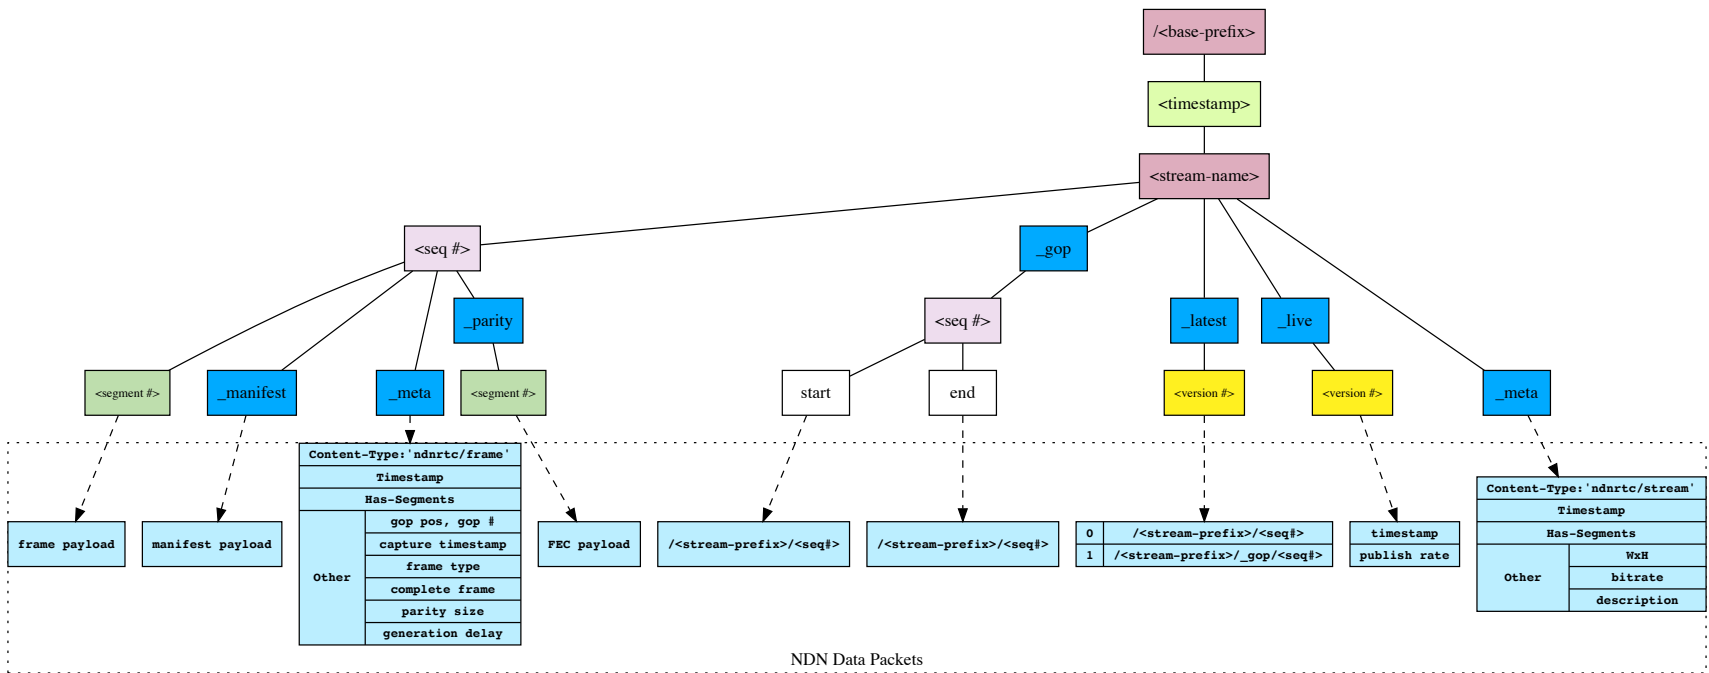 /<base-prefix>
<timestamp>
<stream-name>
<seq #>
_gop
_parity
<seq #>
_latest
_live
<segment #>
_manifest
_meta
<segment #>
start
end
<version #>
<version #>
_meta
frame payload
manifest payload
Content-Type:'ndnrtc/frame'
Timestamp
Has-Segments
Other
gop pos, gop #
capture timestamp
frame type
complete frame
parity size
generation delay
FEC payload
/<stream-prefix>/<seq#>
/<stream-prefix>/<seq#>
0 /<stream-prefix>/<seq#>
1 /<stream-prefix>/_gop/<seq#>
timestamp
publish rate
Content-Type:'ndnrtc/stream'
Timestamp
Has-Segments
Other
WxH
bitrate
description
NDN Data Packets